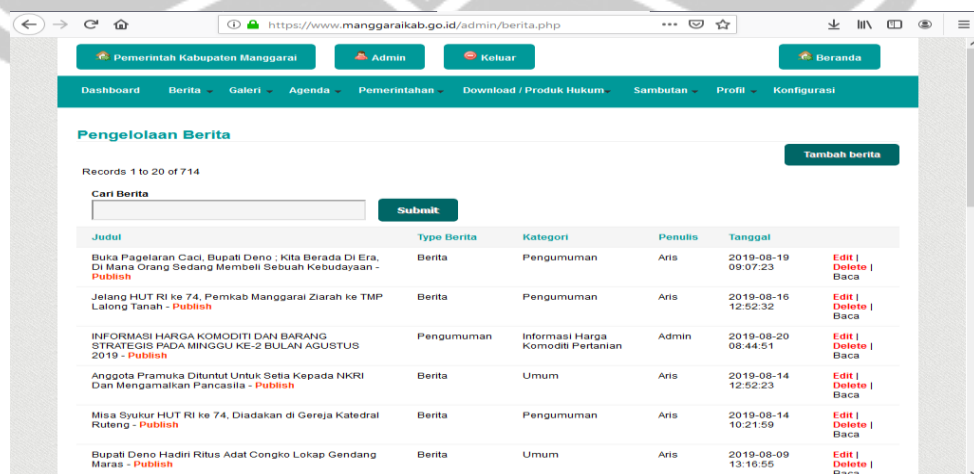 https://www.manggaraikab.go.id/admin/berita.php
Pemerintah Kabupaten Manggarai Admin Keluar Beranda
Dashboard Berita Galeri Agenda Pemerintahan Download / Produk Hukum Sambutan Profil Konfigurasi
Pengelolaan Berita
Tambah berita
Records 1 to 20 of 714
Cari Berita
Submit
Judul Type Berita Kategori Penulis Tanggal
Buka Pagelaran Caci, Bupati Deno ; Kita Berada Di Era, Berita Pengumuman Aris 2019-08-19 Edit |
Di Mana Orang Sedang Membeli Sebuah Kebudayaan - 09:07:23 Delete |
Publish Baca
Jelang HUT RI ke 74, Pemkab Manggarai Ziarah ke TMP Berita Pengumuman Aris 2019-08-16 Edit |
Lalong Tanah - Publish 12:52:32 Delete |
Baca
INFORMASI HARGA KOMODITI DAN BARANG Pengumuman Informasi Harga Admin 2019-08-20 Edit |
STRATEGIS PADA MINGGU KE-2 BULAN AGUSTUS Komoditi Pertanian 08:44:51 Delete |
2019 - Publish Baca
Anggota Pramuka Dituntut Untuk Setia Kepada NKRI Berita Umum Aris 2019-08-14 Edit |
Dan Mengamalkan Pancasila - Publish 12:52:23 Delete |
Baca
Misa Syukur HUT RI ke 74, Diadakan di Gereja Katedral Berita Pengumuman Aris 2019-08-14 Edit |
Ruteng - Publish 10:21:59 Delete |
Baca
Bupati Deno Hadiri Ritus Adat Congko Lokap Gendang Berita Umum Aris 2019-08-09 Edit |
Maras - Publish 13:16:55 Delete |
Baca